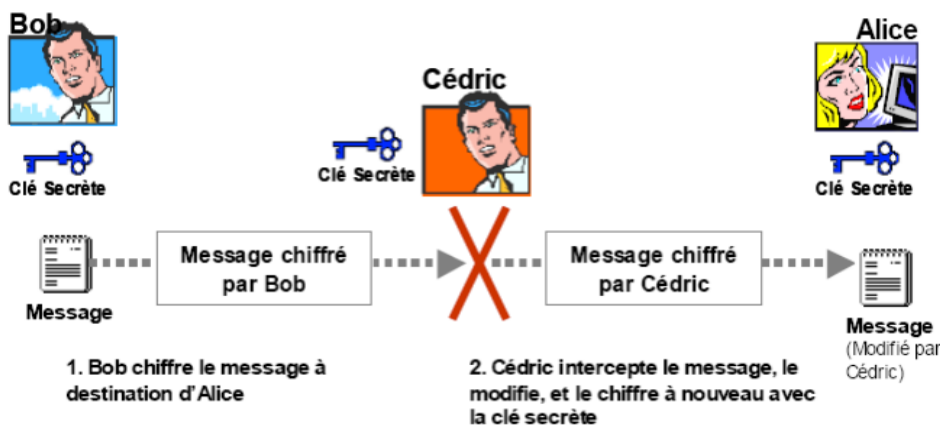 Bob
Alice
Cédric
Clé Secrète
Clé Secrète
Clé Secrète
Message chiffré
par Bob
Message chiffré
par Cédric
Message
Message
(Modifié par
Cédric)
1. Bob chiffre le message à
destination d'Alice
2. Cédric intercepte le message, le
modifie, et le chiffre à nouveau avec
la clé secrète